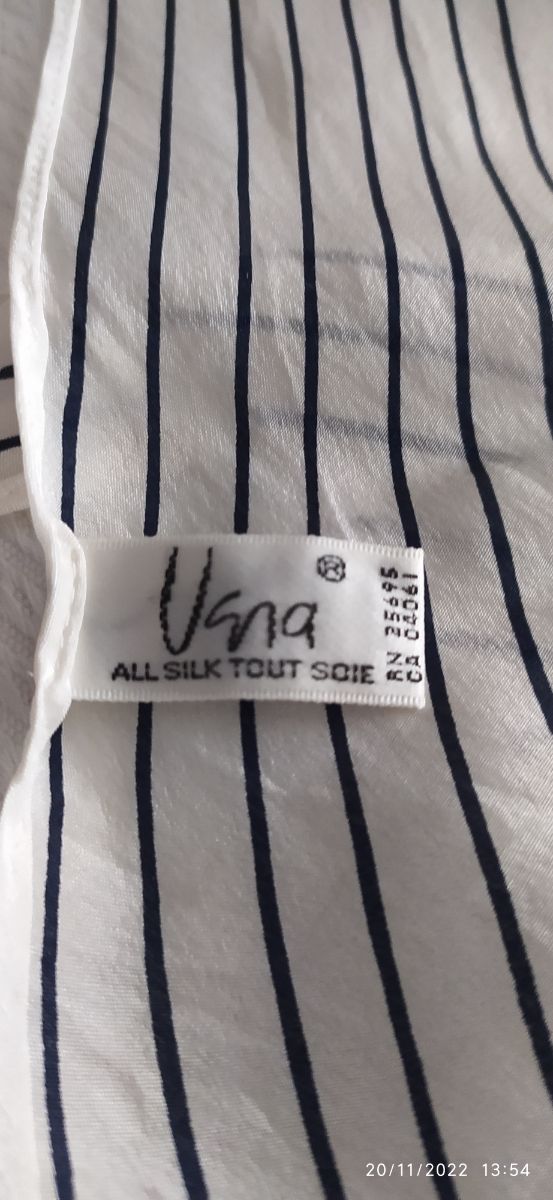 Vera
®
ALL SILK TOUT SOIE
RN 25695
CA 04061
20/11/2022 13:54